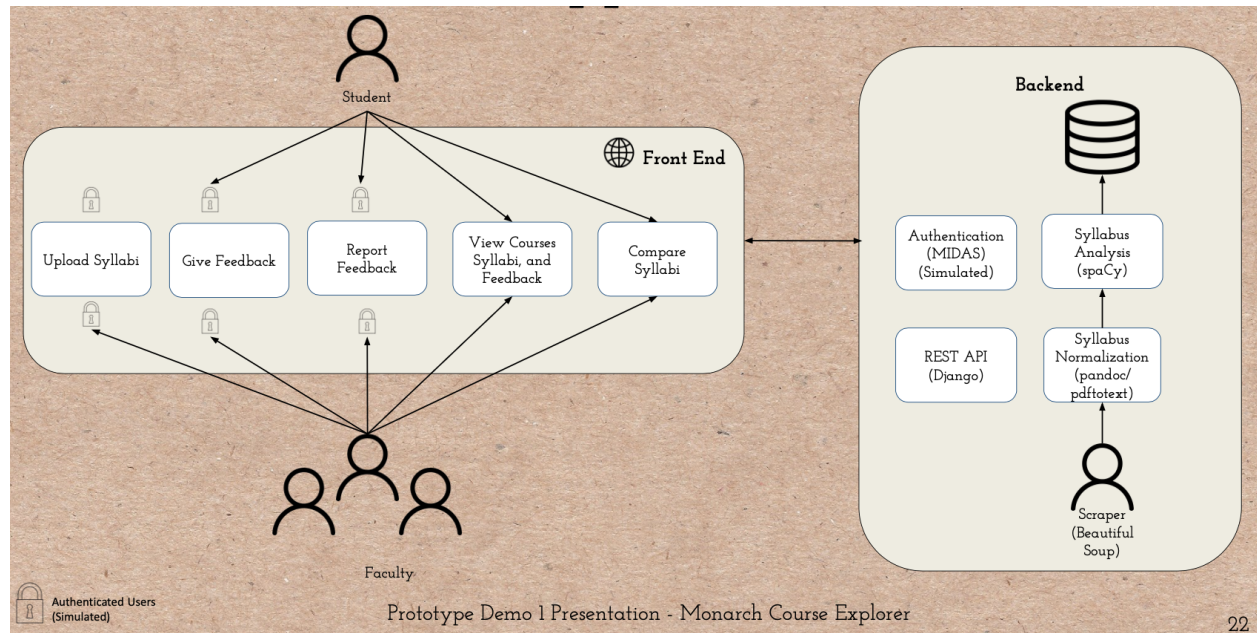 Student
Front End
Upload Syllabi
Give Feedback
Report
Feedback
View Courses
Syllabi, and
Feedback
Compare
Syllabi
Faculty
Backend
Authentication
(MIDAS)
(Simulated)
Syllabus
Analysis
(spaCy)
REST API
(Django)
Syllabus
Normalization
(pandoc/
pdftotext)
Scraper
(Beautiful
Soup)
Authenticated Users
(Simulated)
Prototype Demo 1 Presentation - Monarch Course Explorer
22